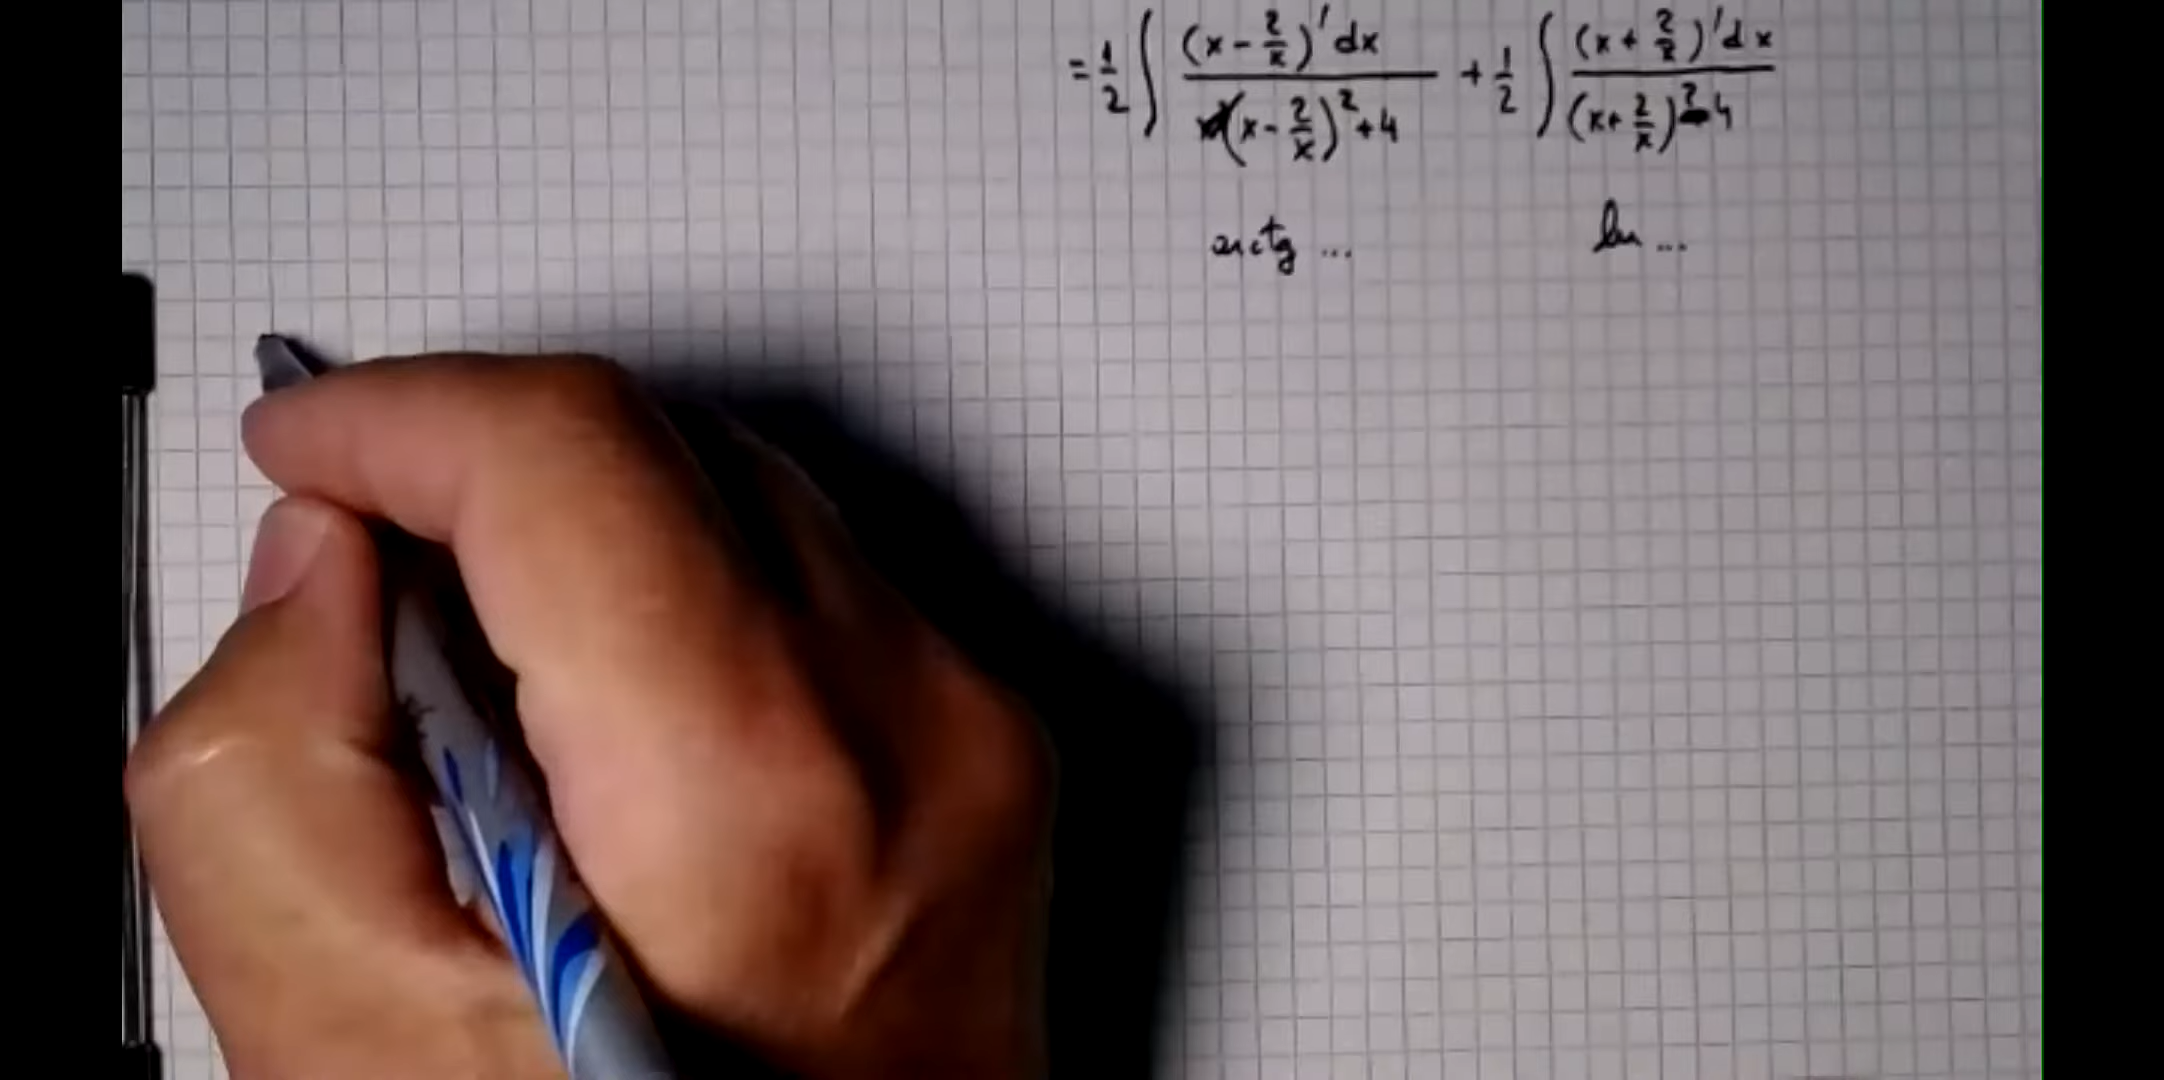 = 1/2 ∫ (x - 2/x)' dx / (x - 2/x)² + 4 + 1/2 ∫ (x + 2/x)' dx / (x + 2/x)² - 4
arctg ... ln ...